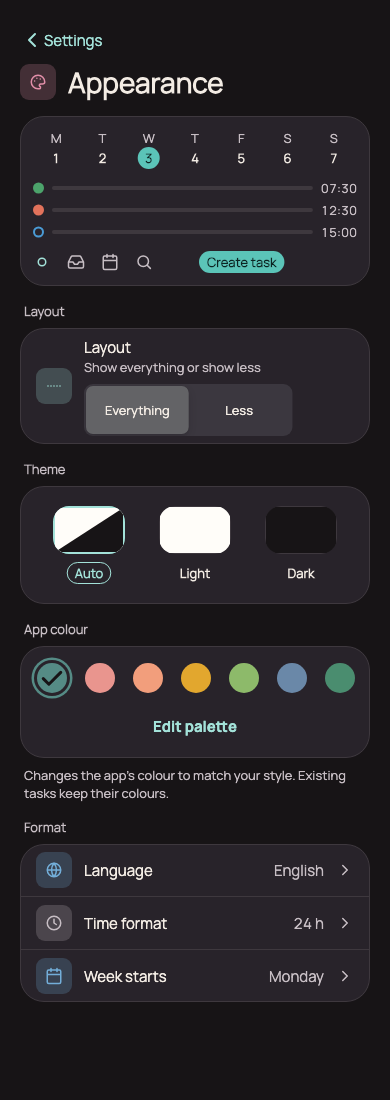 Settings
Appearance
M T W T F S S
1 2 3 4 5 6 7
07:30
12:30
15:00
Create task
Layout
Layout
Show everything or show less
Everything Less
Theme
Auto Light Dark
App colour
Edit palette
Changes the app's colour to match your style. Existing
tasks keep their colours.
Format
Language English
Time format 24 h
Week starts Monday